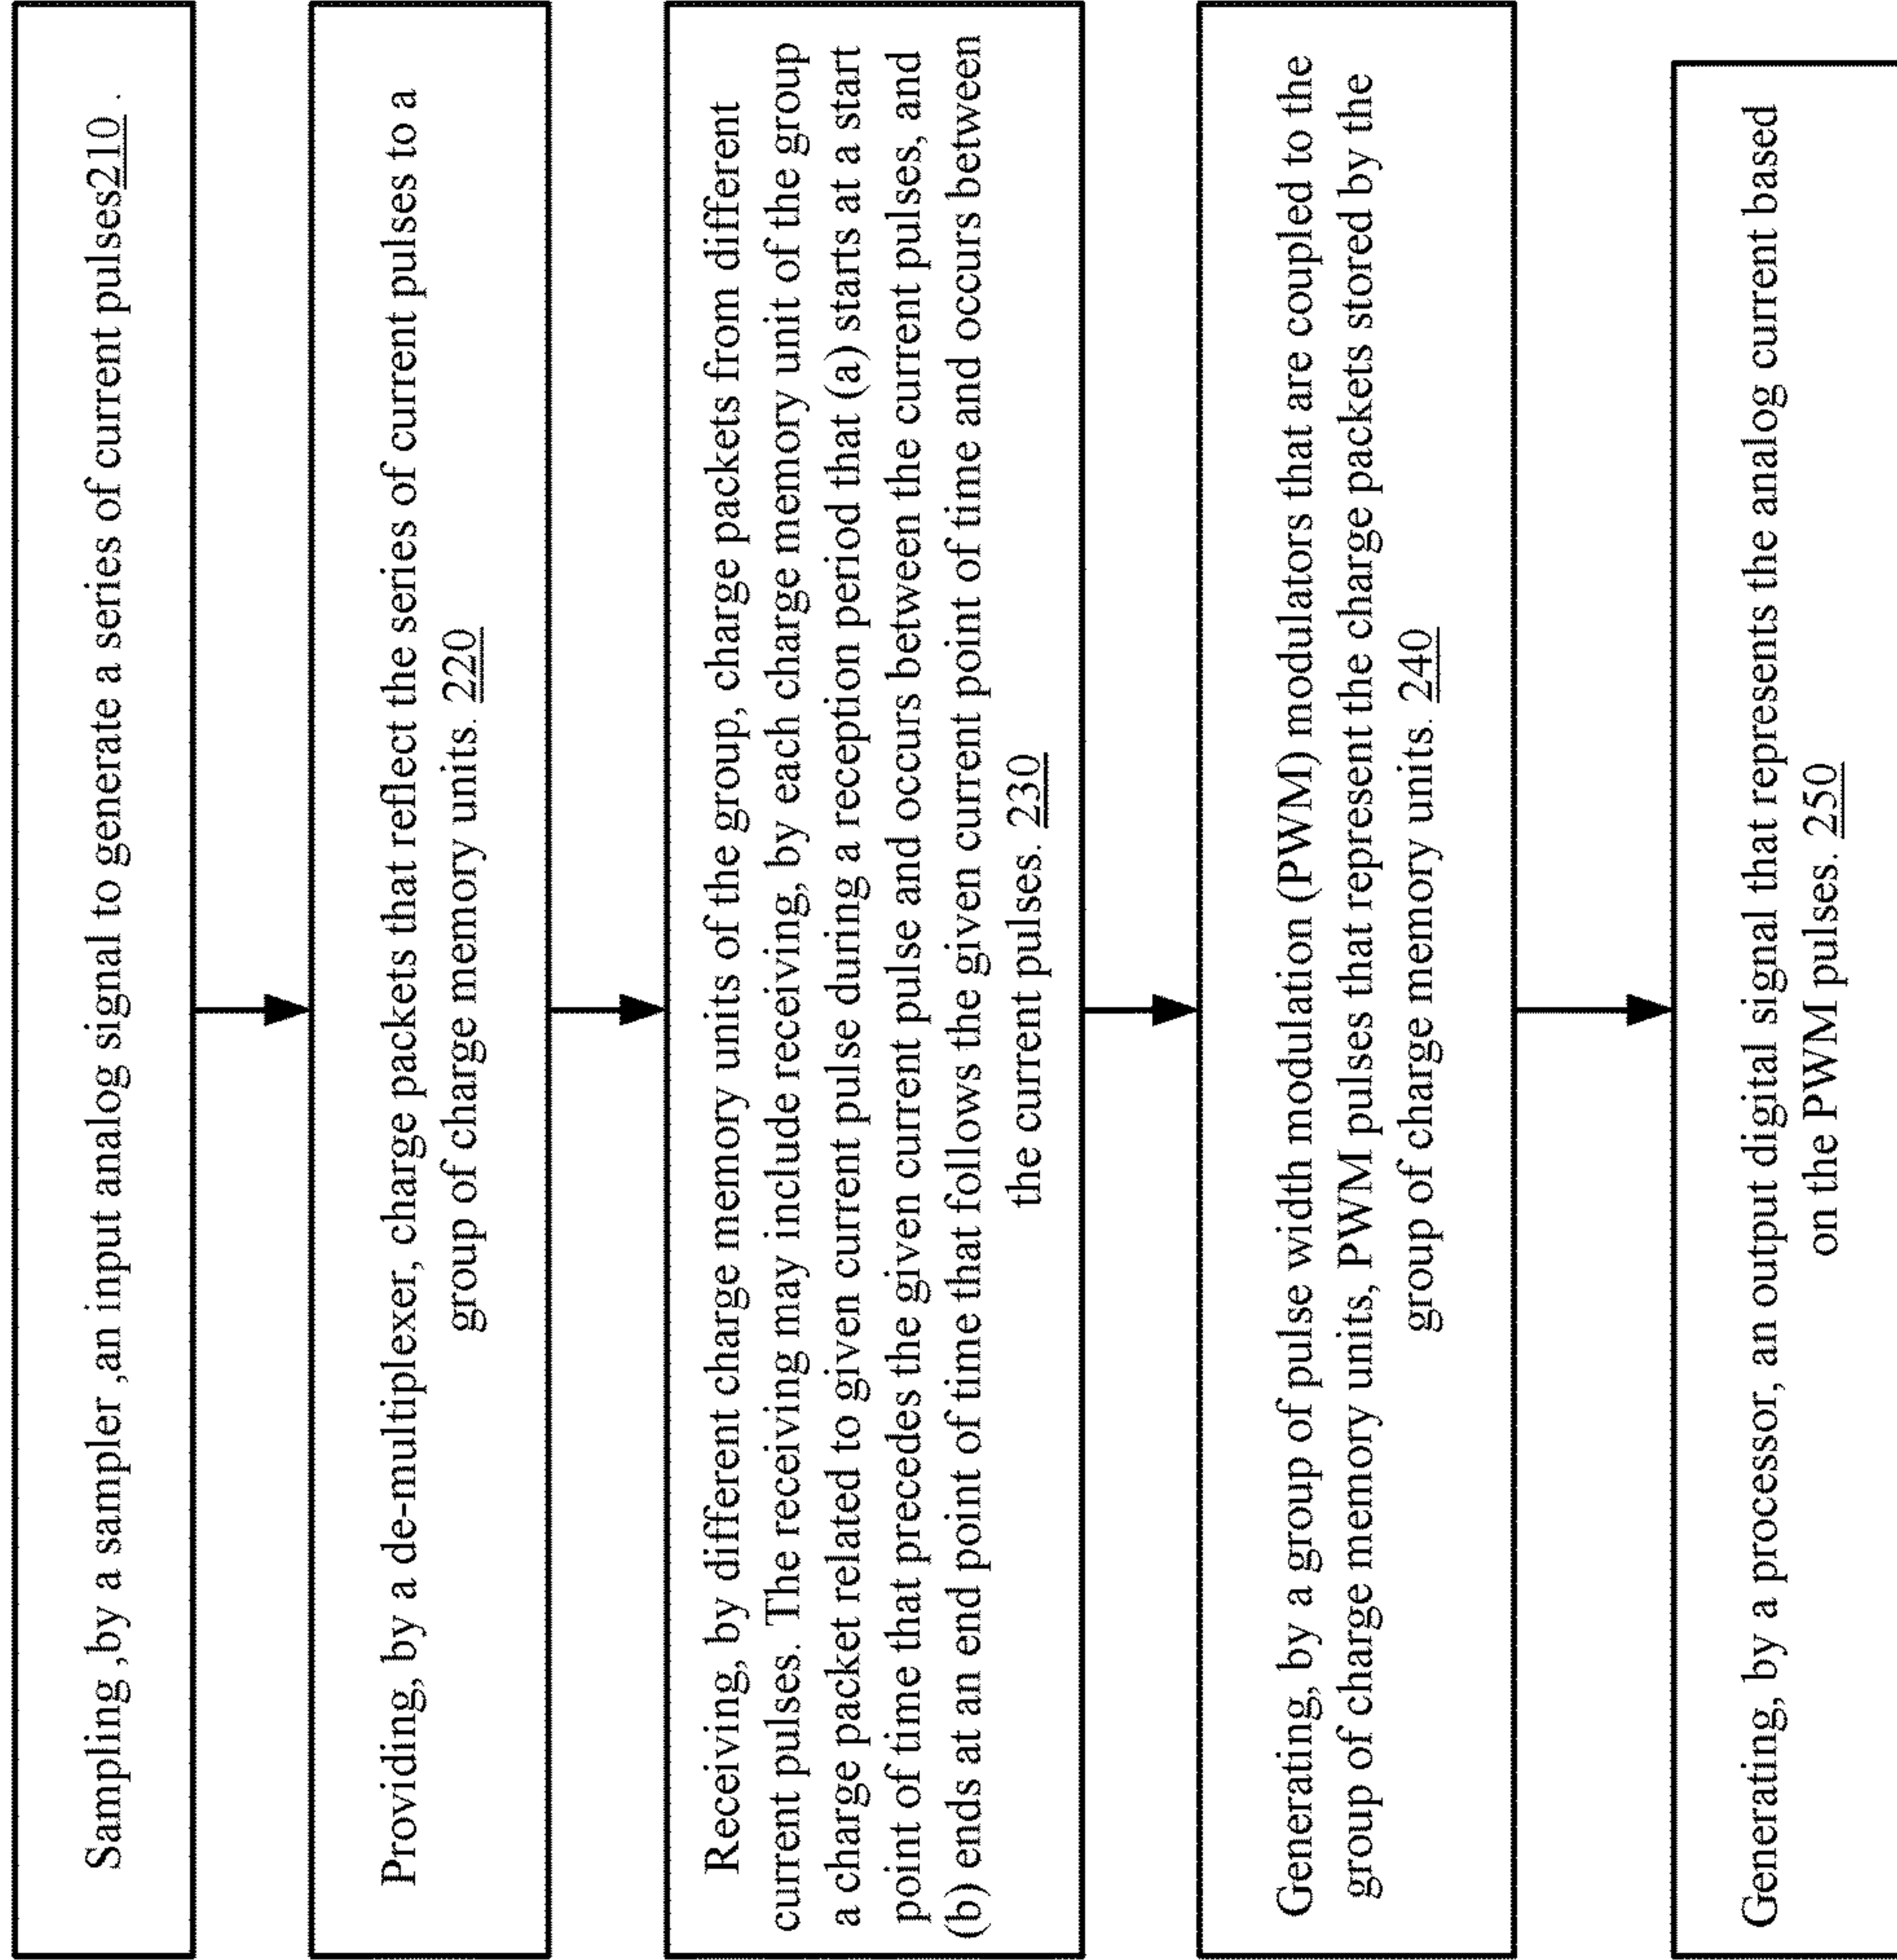 Sampling ,by a sampler ,an input analog signal to generate a series of current pulses210 .
Providing, by a de-multiplexer, charge packets that reflect the series of current pulses to a
group of charge memory units. 220
Receiving, by different charge memory units of the group, charge packets from different
current pulses. The receiving may include receiving, by each charge memory unit of the group
a charge packet related to given current pulse during a reception period that (a) starts at a start
point of time that precedes the given current pulse and occurs between the current pulses, and
(b) ends at an end point of time that follows the given current point of time and occurs between
the current pulses. 230
Generating, by a group of pulse width modulation (PWM) modulators that are coupled to the
group of charge memory units, PWM pulses that represent the charge packets stored by the
group of charge memory units. 240
Generating, by a processor, an output digital signal that represents the analog current based
on the PWM pulses. 250